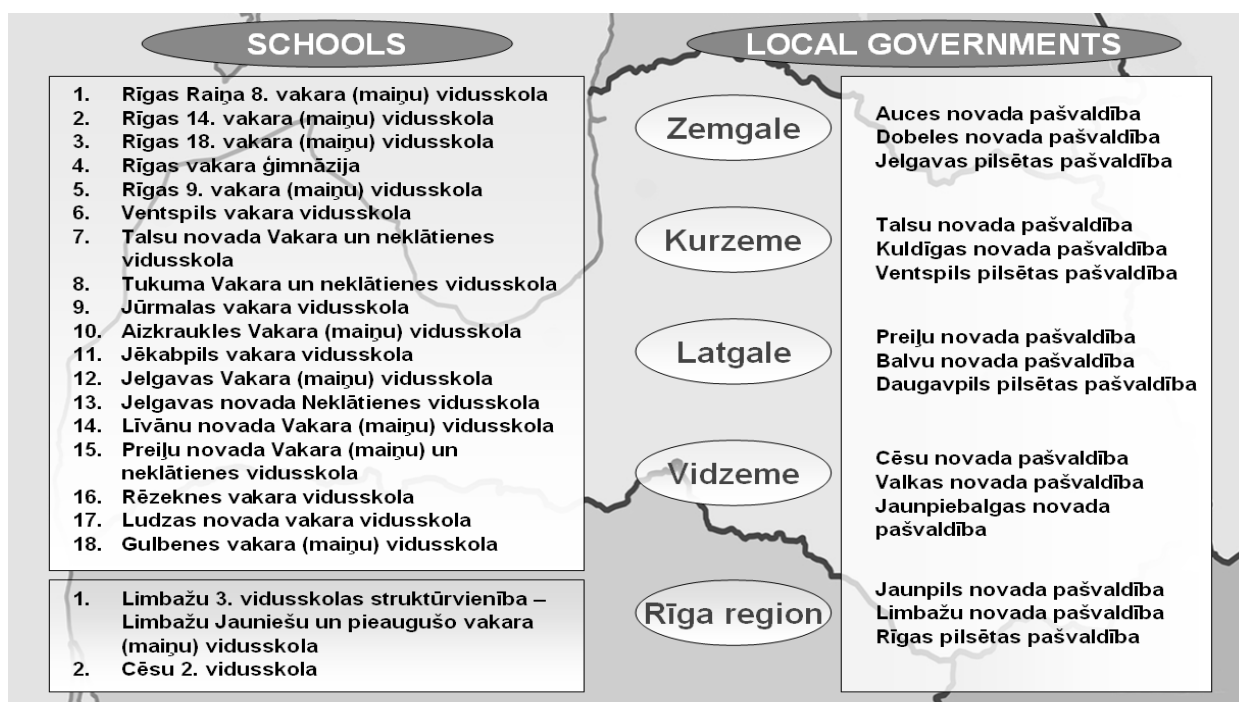 SCHOOLS
1. Rīgas Raiņa 8. vakara (maiņu) vidusskola
2. Rīgas 14. vakara (maiņu) vidusskola
3. Rīgas 18. vakara (maiņu) vidusskola
4. Rīgas vakara ģimnāzija
5. Rīgas 9. vakara (maiņu) vidusskola
6. Ventspils vakara vidusskola
7. Talsu novada Vakara un neklātienes
vidusskola
8. Tukuma Vakara un neklātienes vidusskola
9. Jūrmalas vakara vidusskola
10. Aizkraukles Vakara (maiņu) vidusskola
11. Jēkabpils vakara vidusskola
12. Jelgavas Vakara (maiņu) vidusskola
13. Jelgavas novada Neklātienes vidusskola
14. Līvānu novada Vakara (maiņu) vidusskola
15. Preiļu novada Vakara (maiņu) un
neklātienes vidusskola
16. Rēzeknes vakara vidusskola
17. Ludzas novada vakara vidusskola
18. Gulbenes vakara (maiņu) vidusskola
1. Limbažu 3. vidusskolas struktūrvienība –
Limbažu Jauniešu un pieaugušo vakara
(maiņu) vidusskola
2. Cēsu 2. vidusskola
LOCAL GOVERNMENTS
Zemgale
Auces novada pašvaldība
Dobeles novada pašvaldība
Jelgavas pilsētas pašvaldība
Kurzeme
Talsu novada pašvaldība
Kuldīgas novada pašvaldība
Ventspils pilsētas pašvaldība
Latgale
Preiļu novada pašvaldība
Balvu novada pašvaldība
Daugavpils pilsētas pašvaldība
Vidzeme
Cēsu novada pašvaldība
Valkas novada pašvaldība
Jaunpiebalgas novada
pašvaldība
Rīga region
Jaunpils novada pašvaldība
Limbažu novada pašvaldība
Rīgas pilsētas pašvaldība